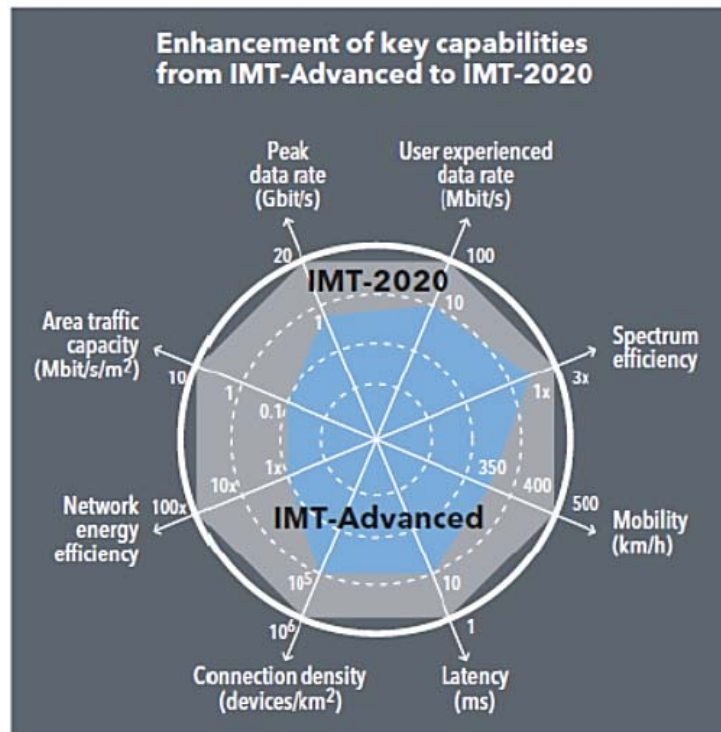 Enhancement of key capabilities
from IMT-Advanced to IMT-2020
Peak
data rate
(Gbit/s)
User experienced
data rate
(Mbit/s)
20
100
IMT-2020
1
10
Area traffic
capacity
(Mbit/s/m²)
Spectrum
efficiency
10
1
0.1
1x
3x
Network
energy
efficiency
100x
10x
1x
350
400
500
Mobility
(km/h)
IMT-Advanced
10⁵
10
10⁶
1
Connection density
(devices/km²)
Latency
(ms)